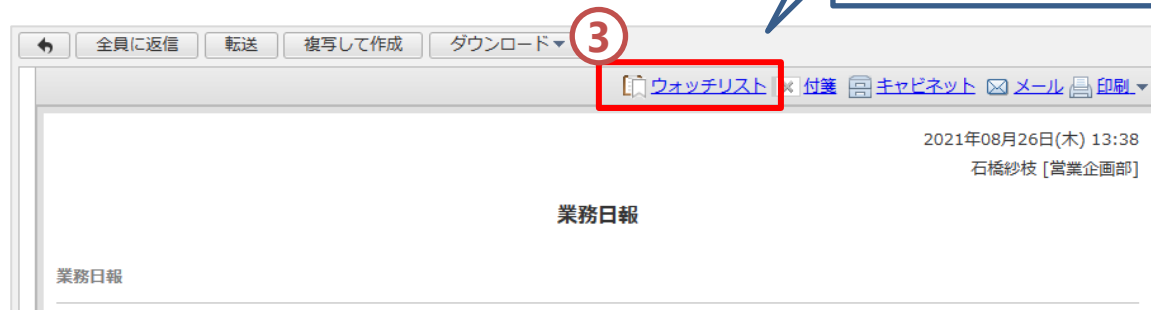 全員に返信 転送 複写して作成 ダウンロード
③
ウォッチリスト 付箋 キャビネット メール 印刷
2021年08月26日(木) 13:38
石橋紗枝 [営業企画部]
業務日報
業務日報